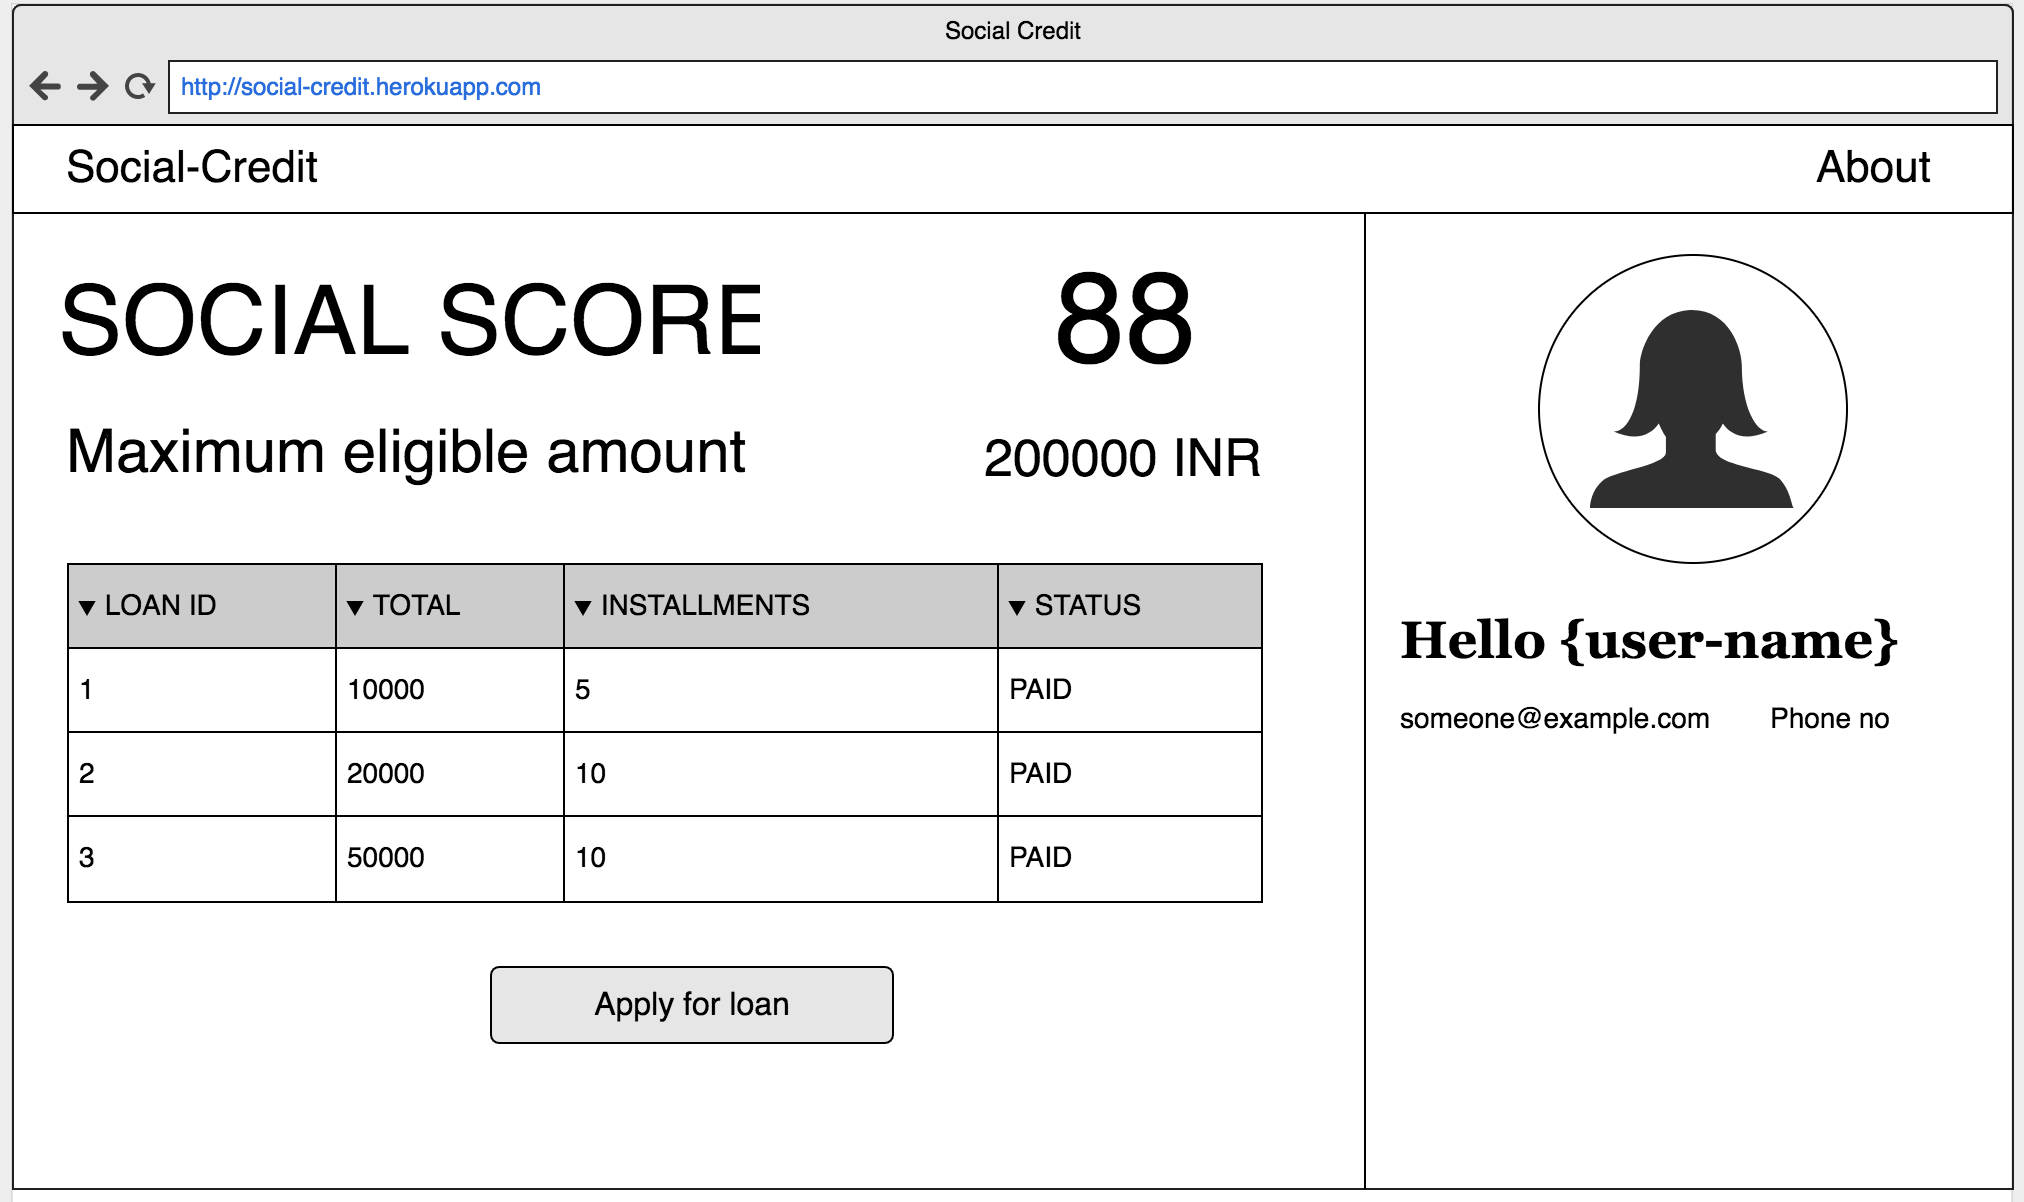 Social Credit
http://social-credit.herokuapp.com
Social-Credit About
SOCIAL SCORE 88
Maximum eligible amount 200000 INR
▼ LOAN ID ▼ TOTAL ▼ INSTALLMENTS ▼ STATUS
1 10000 5 PAID
2 20000 10 PAID
3 50000 10 PAID
Apply for loan
Hello {user-name}
someone@example.com Phone no